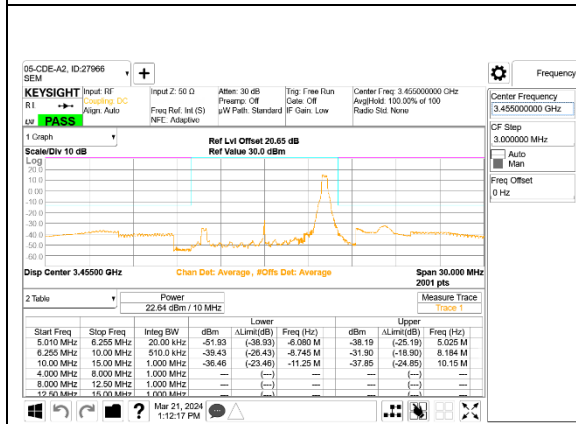 05-CDE-A2, ID:27966
SEM
Frequency
KEYSIGHT
RL
PASS
Input: RF
Coupling: DC
Align: Auto
Input Z: 50 Ω
Freq Ref: Int (S)
NFE: Adaptive
Atten: 30 dB
Preamp: Off
µW Path: Standard
Trig: Free Run
Gate: Off
IF Gain: Low
Center Freq: 3.455000000 GHz
Avg|Hold: 100.00% of 100
Radio Std: None
Center Frequency
3.455000000 GHz
CF Step
3.000000 MHz
Auto
Man
Freq Offset
0 Hz
1 Graph
Scale/Div 10 dB
Ref Lvl Offset 20.65 dB
Ref Value 30.0 dBm
Log
20.0
10.0
0.00
-10.0
-20.0
-30.0
-40.0
-50.0
-60.0
Disp Center 3.45500 GHz
Chan Det: Average , #Offs Det: Average
Span 30.000 MHz
2001 pts
2 Table
Power
22.64 dBm / 10 MHz
Measure Trace
Trace 1
Lower Upper
Start Freq Stop Freq Integ BW dBm ΔLimit(dB) Freq (Hz) dBm ΔLimit(dB) Freq (Hz)
5.010 MHz 6.255 MHz 20.00 kHz -51.93 (-38.93) -6.080 M -38.19 (-25.19) 5.025 M
6.255 MHz 10.00 MHz 510.0 kHz -39.43 (-26.43) -8.745 M -31.90 (-18.90) 8.184 M
10.00 MHz 15.00 MHz 1.000 MHz -36.46 (-23.46) -11.25 M -37.85 (-24.85) 10.15 M
4.000 MHz 8.000 MHz 1.000 MHz --- (---) --- --- (---) ---
8.000 MHz 12.50 MHz 1.000 MHz --- (---) --- --- (---) ---
12.50 MHz 15.00 MHz 1.000 MHz --- (---) --- --- (---) ---
?
Mar 21, 2024
1:12:17 PM